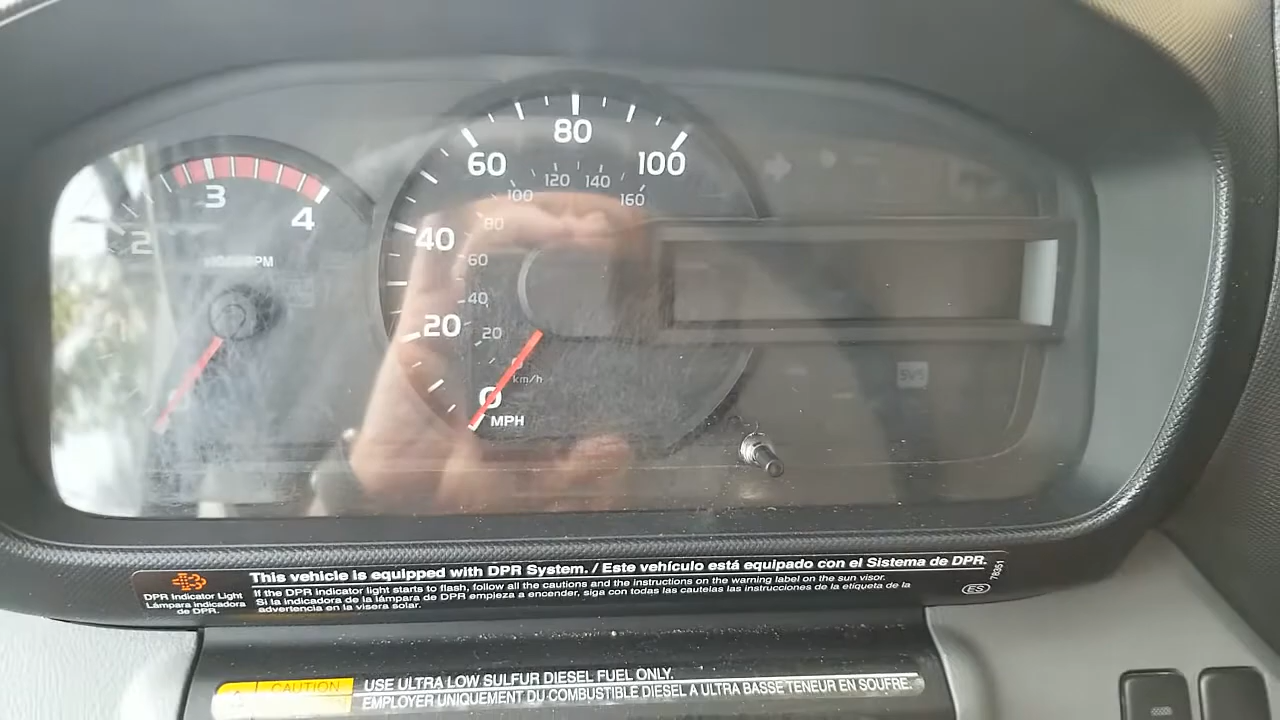 80
60
100
120
140
100
160
3
80
4
40
2
60
40
20
20
0
km/h
0
MPH
This vehicle is equipped with DPR System. / Este vehículo está equipado con el Sistema de DPR.
If the DPR indicator light starts to flash, follow all the cautions and the instructions on the warning label on the sun visor.
Si la indicadora de la lámpara de DPR empieza a encender, siga con todas las cautelas las instrucciones de la etiqueta de la
advertencia en la visera solar.
DPR Indicator Light
Lámpara indicadora
de DPR.
ES
CAUTION
USE ULTRA LOW SULFUR DIESEL FUEL ONLY.
EMPLOYER UNIQUEMENT DU COMBUSTIBLE DIESEL A ULTRA BASSE TENEUR EN SOUFRE.